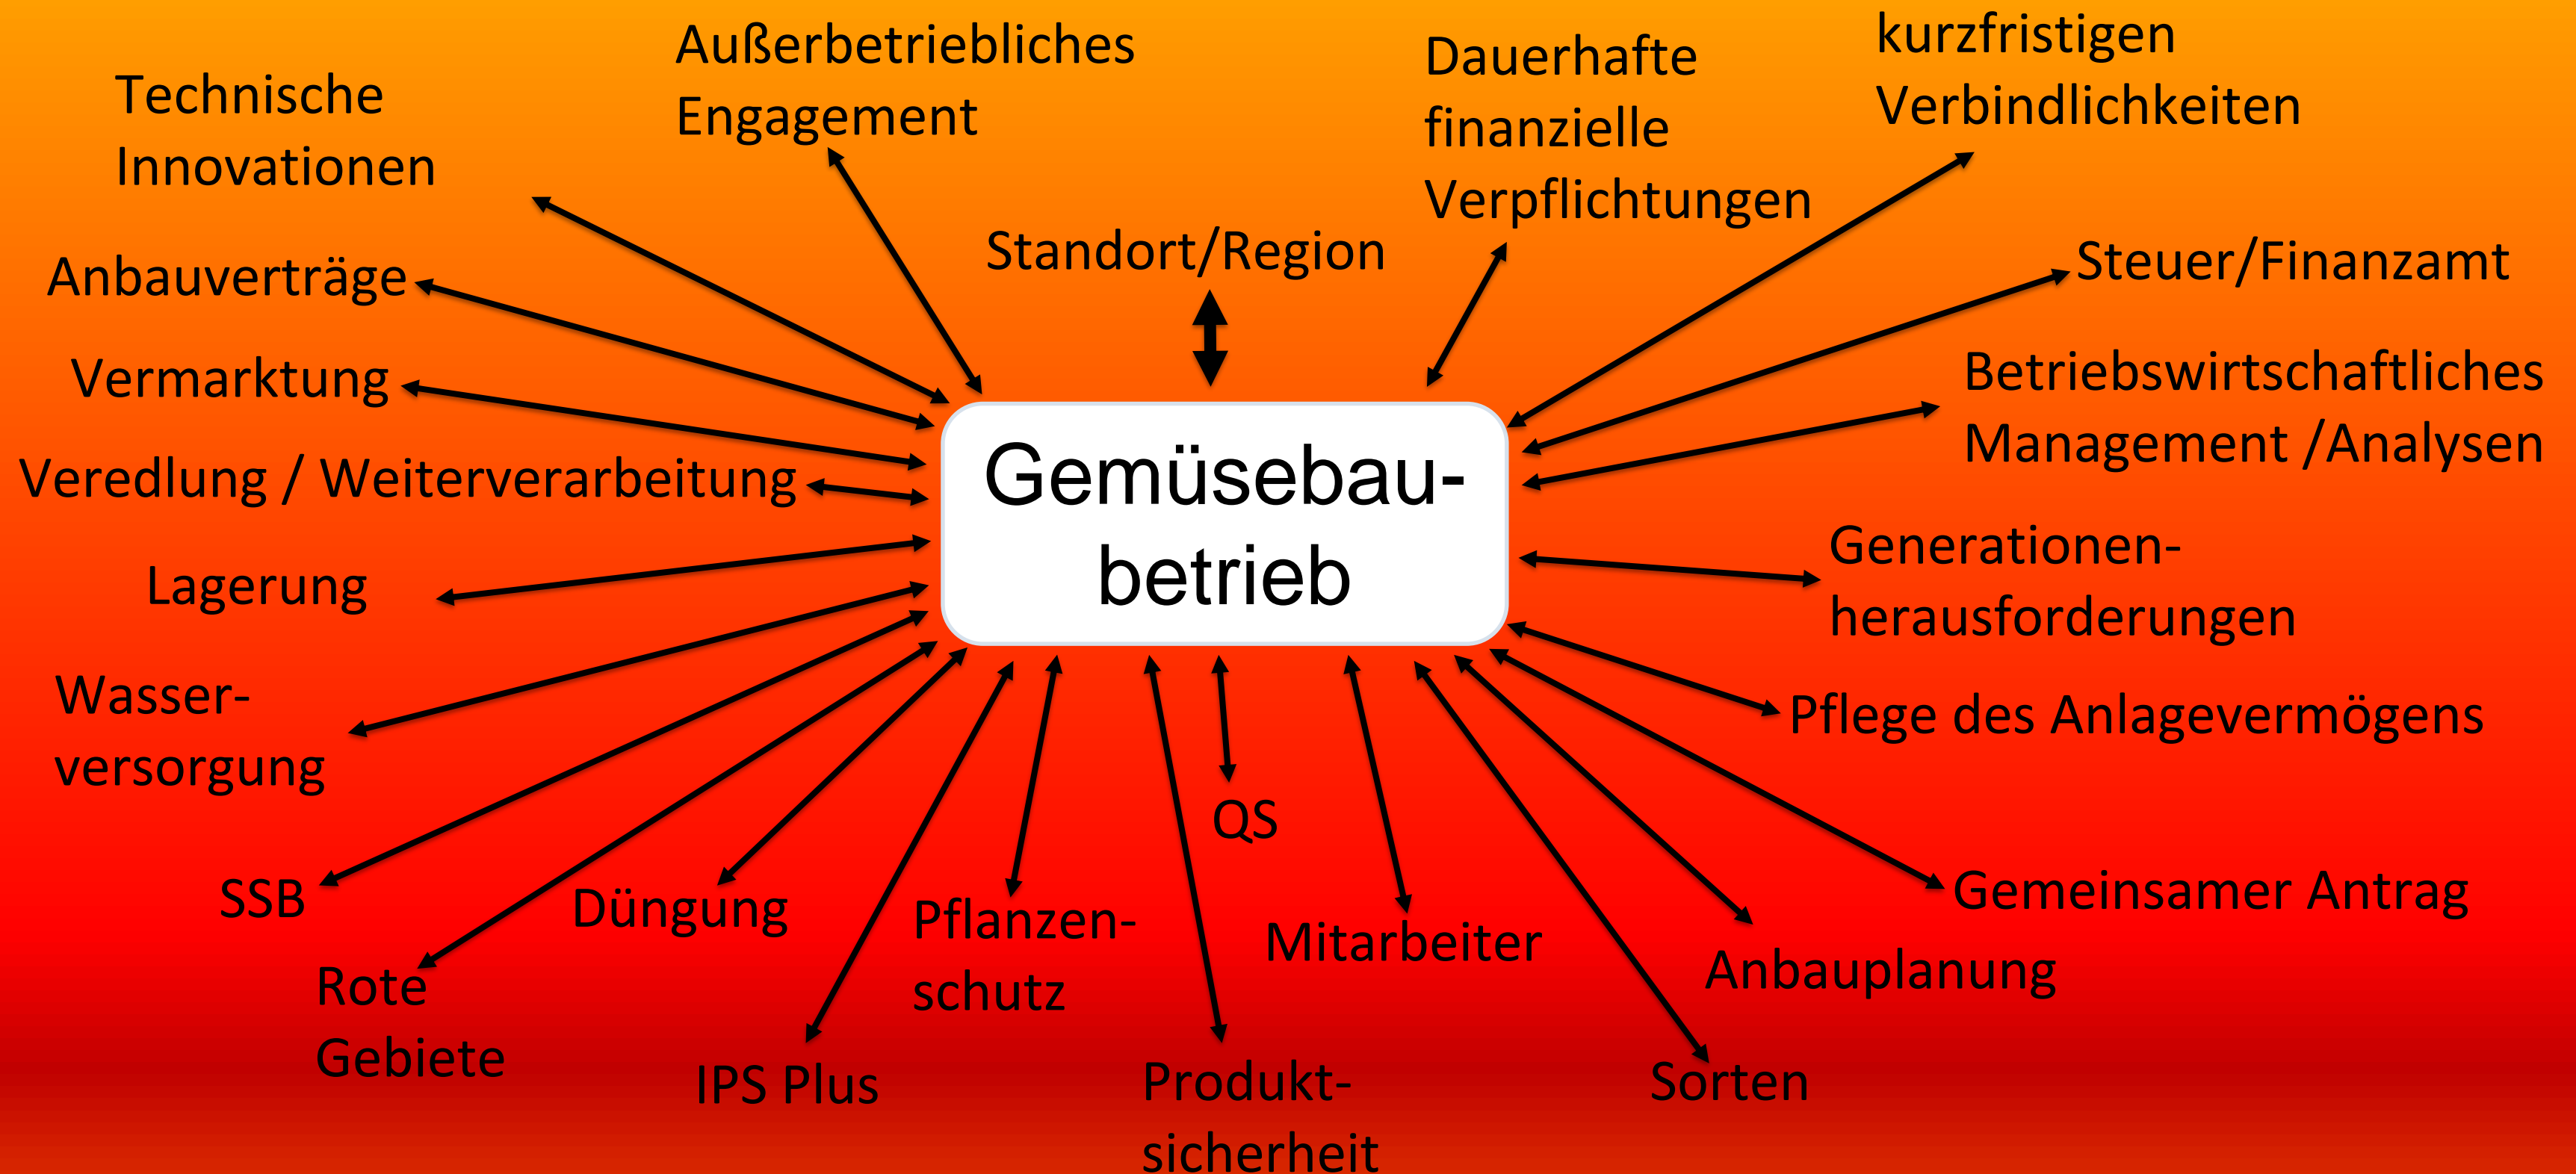 Technische
Innovationen
Außerbetriebliches
Engagement
Standort/Region
Dauerhafte
finanzielle
Verpflichtungen
kurzfristigen
Verbindlichkeiten
Anbauverträge
Steuer/Finanzamt
Vermarktung
Betriebswirtschaftliches
Management /Analysen
Veredlung / Weiterverarbeitung
Gemüsebau-
betrieb
Lagerung
Generationen-
herausforderungen
Wasser-
versorgung
Pflege des Anlagevermögens
SSB
Rote
Gebiete
Düngung
IPS Plus
Pflanzen-
schutz
QS
Produkt-
sicherheit
Mitarbeiter
Sorten
Anbauplanung
Gemeinsamer Antrag